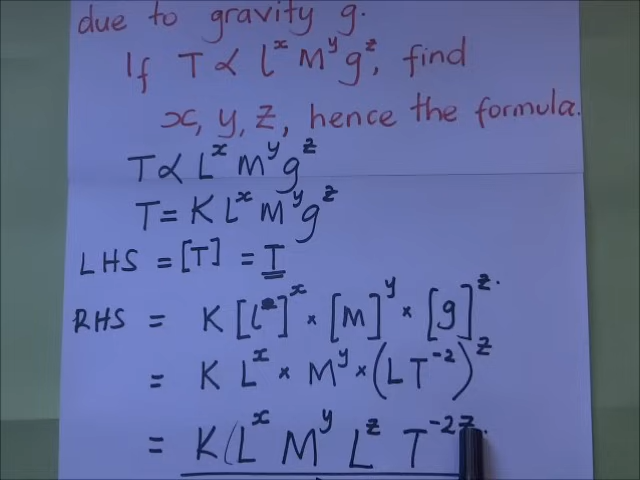 due to gravity g.
If T ∝ l^x M^y g^z, find
x, y, z, hence the formula.
T ∝ L^x M^y g^z
T = K L^x M^y g^z
LHS = [T] = T
RHS = K [l]^x × [M]^y × [g]^z.
= K L^x × M^y × (LT^-2)^z
= K (L^x M^y L^z T^-2z.